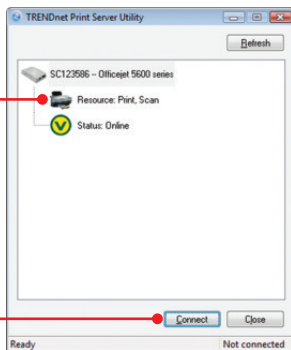 TRENDnet Print Server Utility
Refresh
SC123586 -- Officejet 5600 series
Resource: Print, Scan
Status: Online
Connect
Close
Ready
Not connected